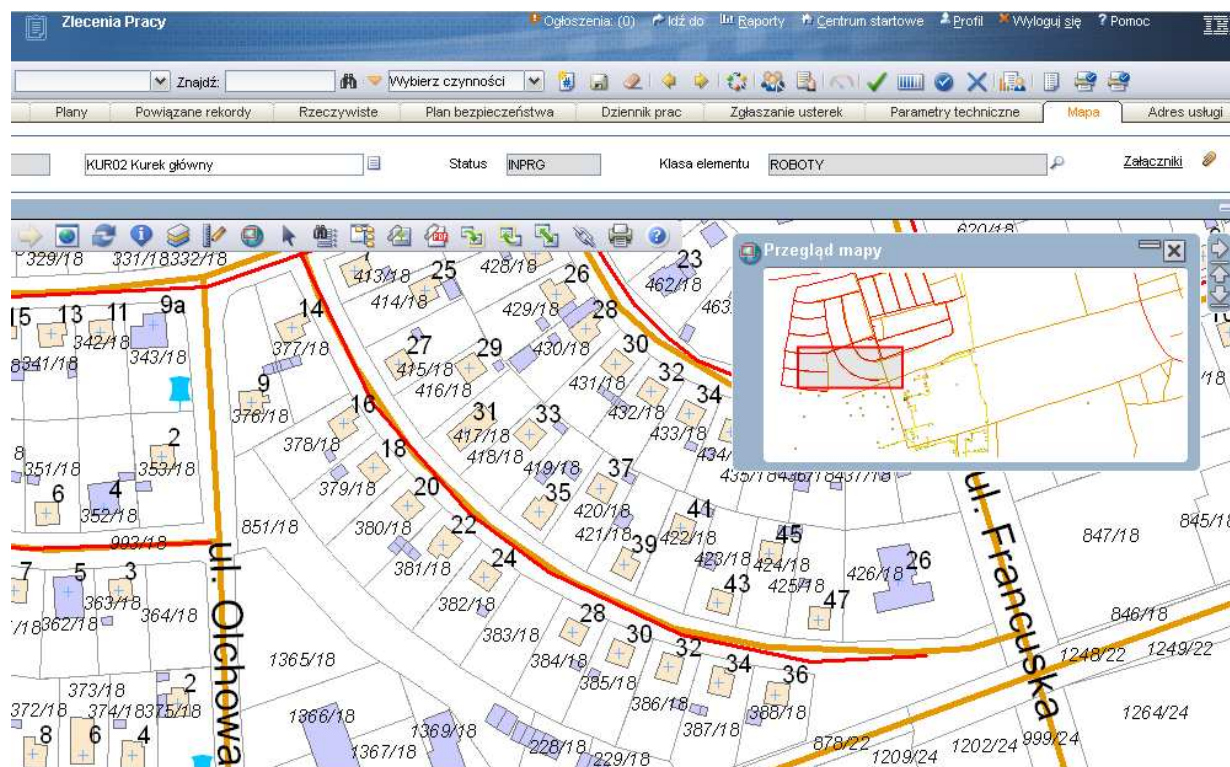 Zlecenia Pracy
Ogłoszenia: (0) Idź do Raporty Centrum startowe Profil Wyloguj się ? Pomoc
Znajdź: Wybierz czynności
Plany Powiązane rekordy Rzeczywiste Plan bezpieczeństwa Dziennik prac Zgłaszanie usterek Parametry techniczne Mapa Adres usługi
KUR02 Kurek główny Status INPRG Klasa elementu ROBOTY Załączniki
PDF
620/18
Przegląd mapy
329/18 331/18 332/18
413/18 25 428/18 26 23
414/18 429/18 28 462/18 463
15 13 11 9a 14
341/18 342/18 343/18 377/18
27 29 430/18 30
415/18
416/18 431/18 32
9 16 31 33 432/18 34
376/18 417/18 433/18
2 378/18 18 418/18 419/18 37 434
351/18 353/18
6 4 379/18 20 35 420/18 435/18 436/18 437/18
352/18 851/18 380/18 22 421/18 41 845/1
993/18 39 422/18 45 847/18
7 5 3 381/18 24 423/18 424/18 426/18 26
363/18 43 425/18
362/18 364/18 382/18 28 47 846/18
383/18 30
1365/18 384/18 32 1248/22 1249/22
385/18 34
373/18 2 36
372/18 374/18 375/18 386/18 388/18 1264/24
1366/18 387/18
8 6 4 1369/18 228/18 878/22 1202/24 999/24
1367/18 229/18 1209/24
ul. Olchowa
ul. Francuska